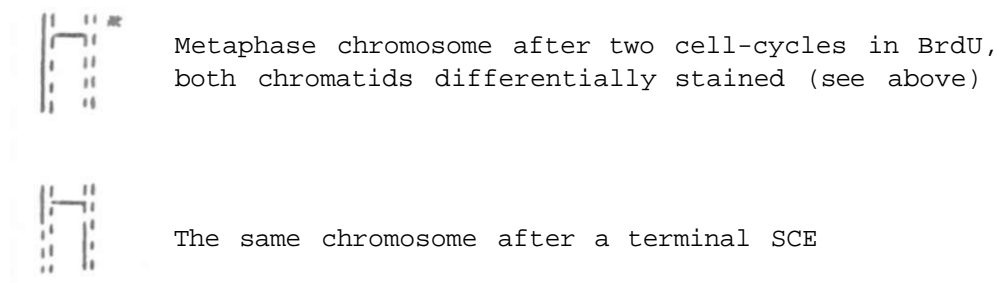 Metaphase chromosome after two cell-cycles in BrdU,
both chromatids differentially stained (see above)
The same chromosome after a terminal SCE